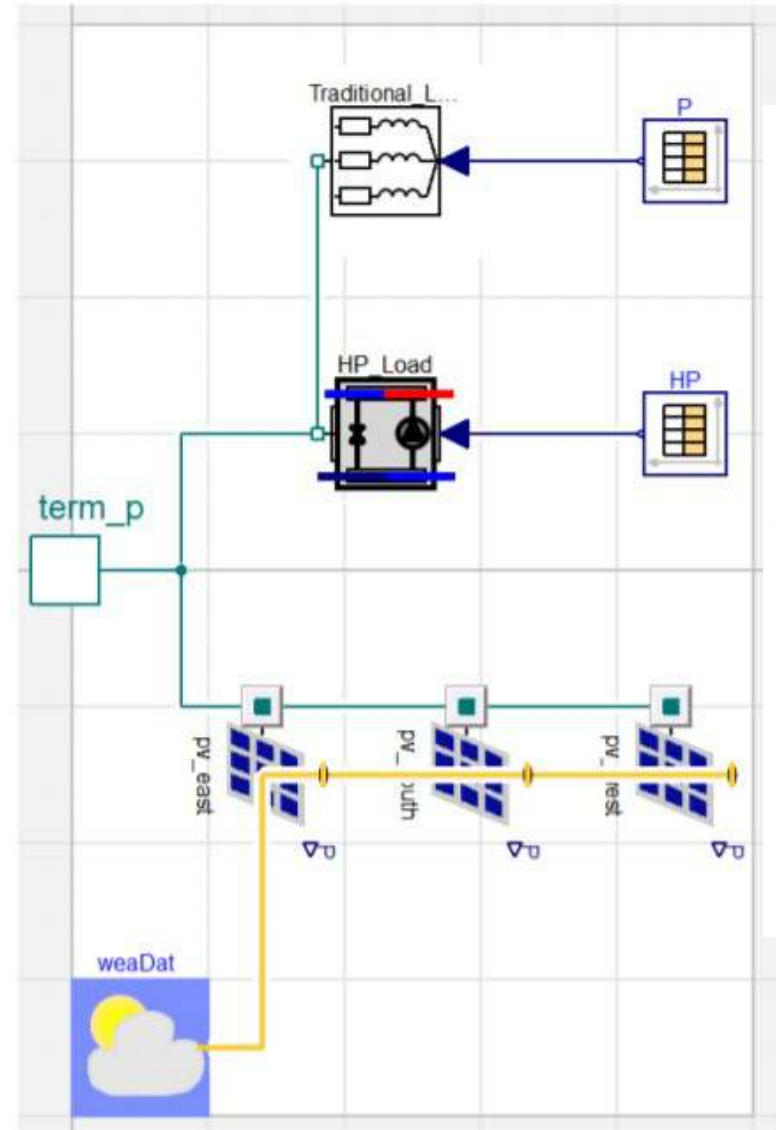 Traditional_L...
P
HP_Load
HP
term_p
pv_east
P
P
P
weaDat